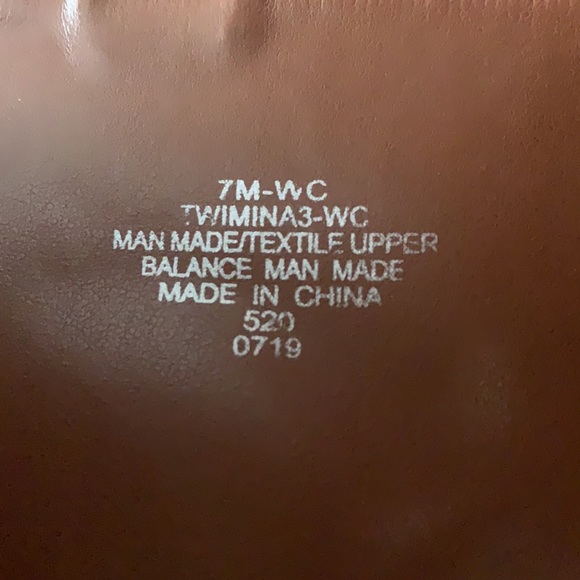 7M-WC
TWIMINA3-WC
MAN MADE/TEXTILE UPPER
BALANCE MAN MADE
MADE IN CHINA
520
0719